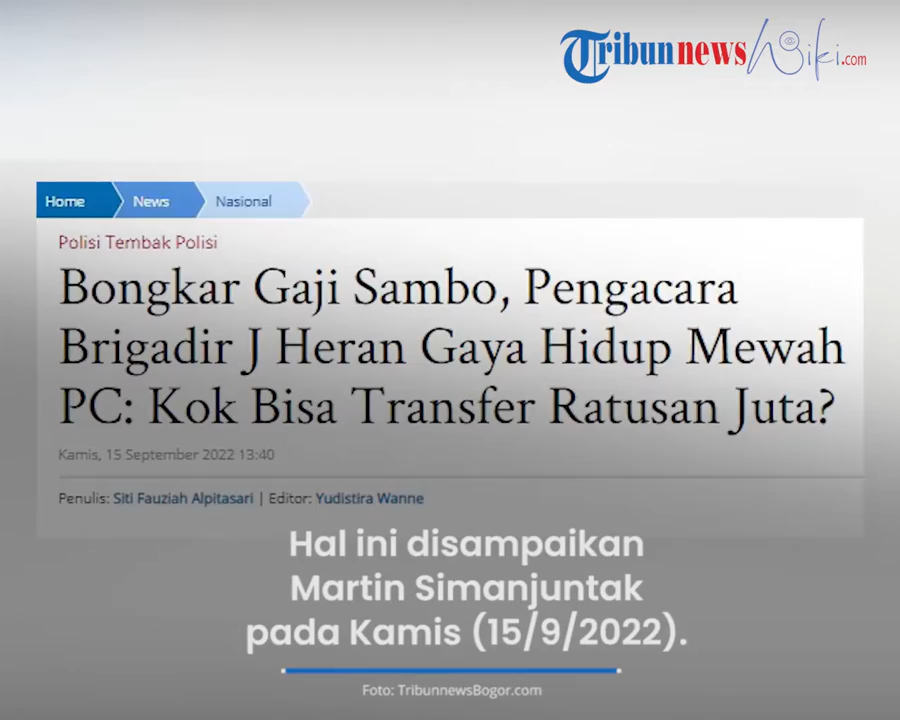 TribunnewsWiki.com
Home News Nasional
Polisi Tembak Polisi
Bongkar Gaji Sambo, Pengacara
Brigadir J Heran Gaya Hidup Mewah
PC: Kok Bisa Transfer Ratusan Juta?
Kamis, 15 September 2022 13:40
Penulis: Siti Fauziah Alpitasari | Editor: Yudistira Wanne
Hal ini disampaikan
Martin Simanjuntak
pada Kamis (15/9/2022).
Foto: TribunnewsBogor.com